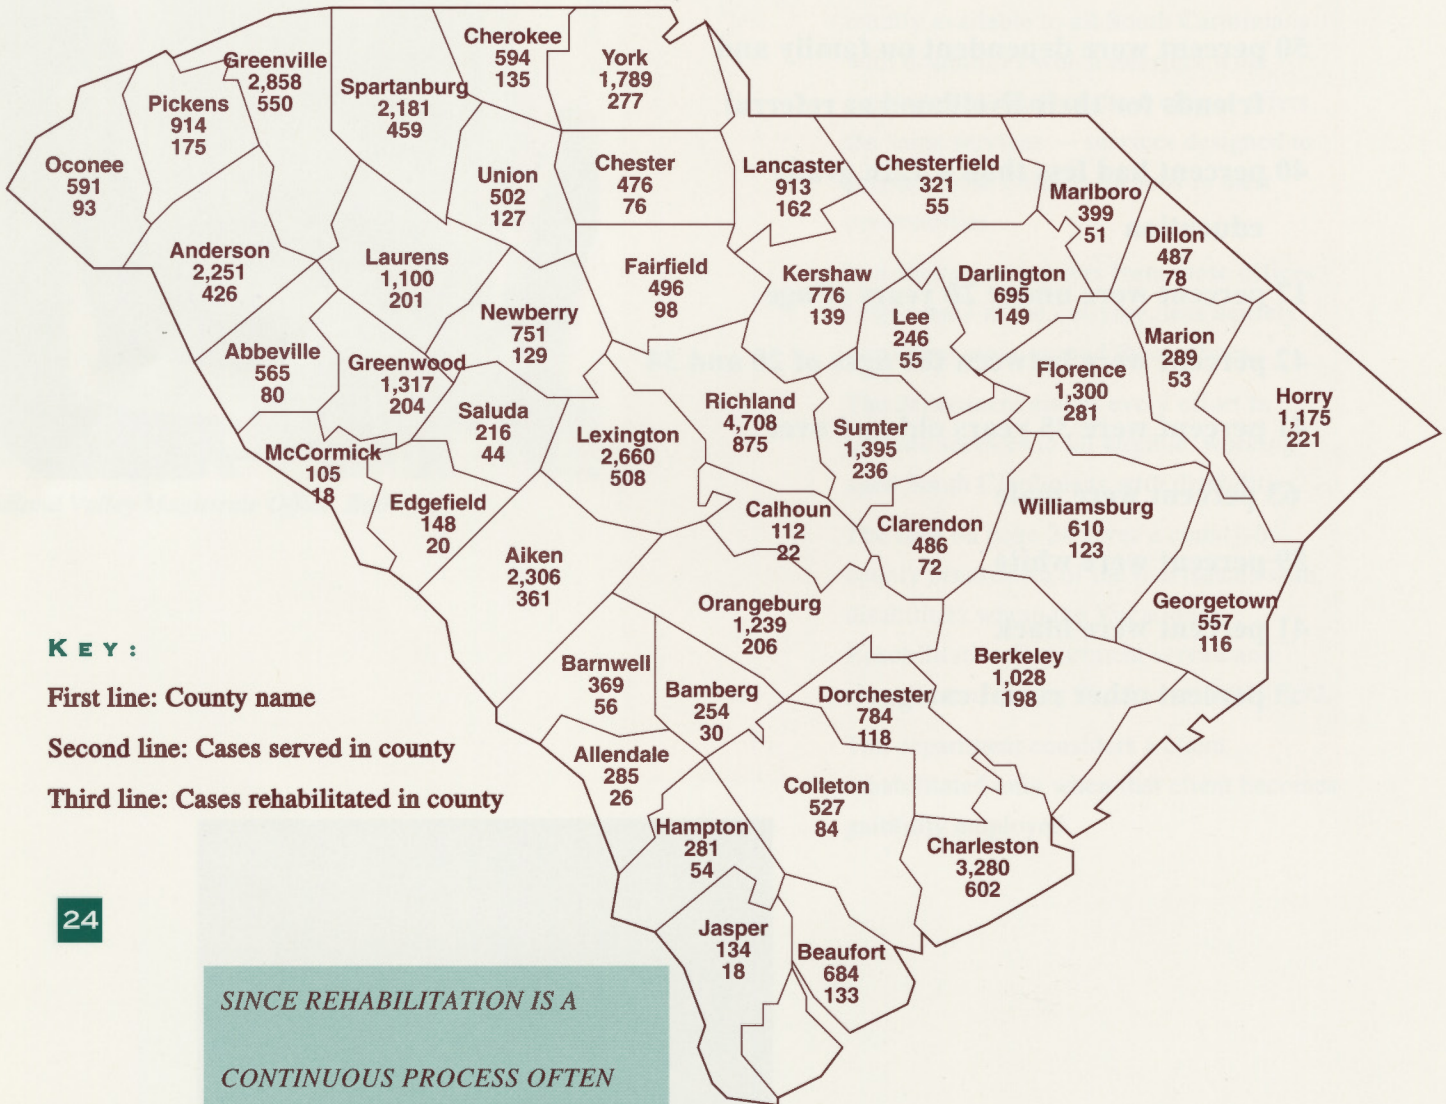 Cherokee
594
135
York
1,789
277
Greenville
2,858
550
Spartanburg
2,181
459
Pickens
914
175
Oconee
591
93
Union
502
127
Chester
476
76
Lancaster
913
162
Chesterfield
321
55
Marlboro
399
51
Dillon
487
78
Anderson
2,251
426
Laurens
1,100
201
Fairfield
496
98
Kershaw
776
139
Darlington
695
149
Lee
246
55
Marion
289
53
Newberry
751
129
Abbeville
565
80
Greenwood
1,317
204
Florence
1,300
281
Horry
1,175
221
Saluda
216
44
Lexington
2,660
508
Richland
4,708
875
Sumter
1,395
236
McCormick
105
18
Edgefield
148
20
Calhoun
112
22
Clarendon
486
72
Williamsburg
610
123
Aiken
2,306
361
Orangeburg
1,239
206
Georgetown
557
116
Barnwell
369
56
Bamberg
254
30
Dorchester
784
118
Berkeley
1,028
198
Allendale
285
26
Colleton
527
84
Hampton
281
54
Charleston
3,280
602
Jasper
134
18
Beaufort
684
133
KEY:
First line: County name
Second line: Cases served in county
Third line: Cases rehabilitated in county
24
SINCE REHABILITATION IS A
CONTINUOUS PROCESS OFTEN